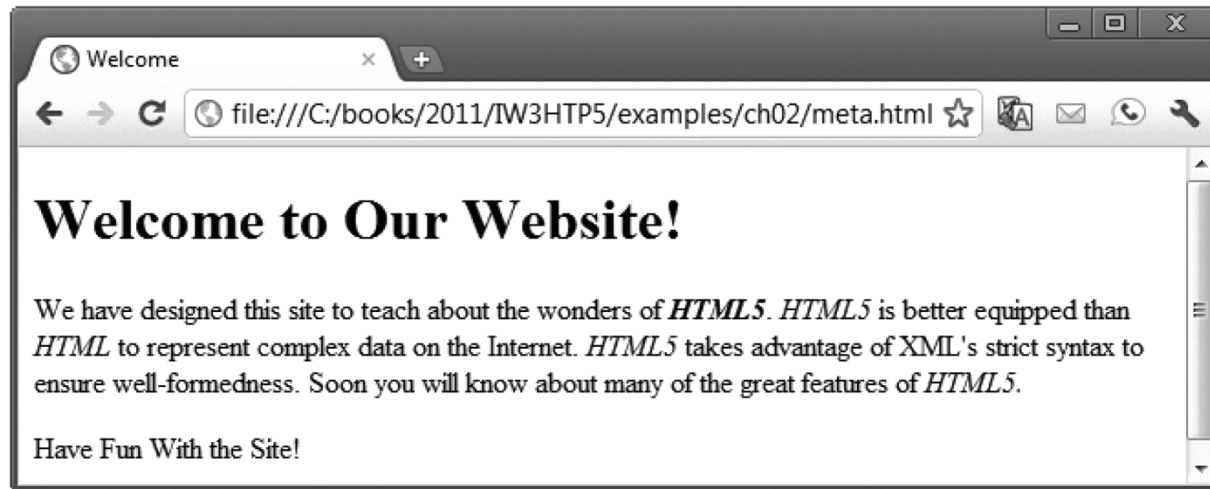 Welcome
file:///C:/books/2011/IW3HTP5/examples/ch02/meta.html
Welcome to Our Website!
We have designed this site to teach about the wonders of HTML5. HTML5 is better equipped than
HTML to represent complex data on the Internet. HTML5 takes advantage of XML's strict syntax to
ensure well-formedness. Soon you will know about many of the great features of HTML5.
Have Fun With the Site!